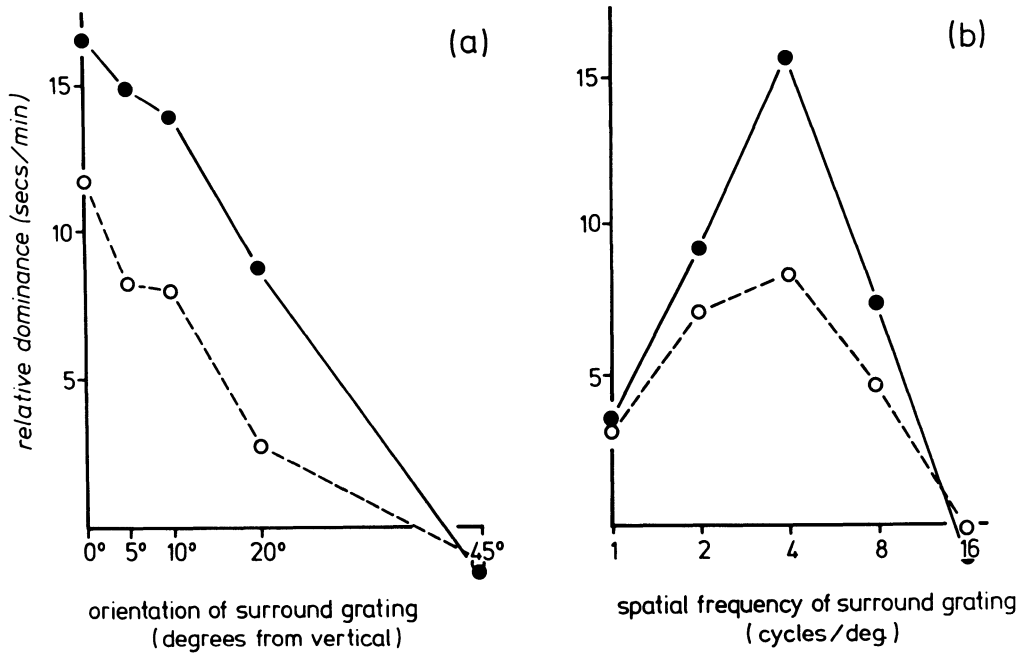 (a)
relative dominance (secs/min)
15
10
5
0° 5° 10° 20° 45°
orientation of surround grating
(degrees from vertical)
(b)
15
10
5
1 2 4 8 16
spatial frequency of surround grating
(cycles/deg.)